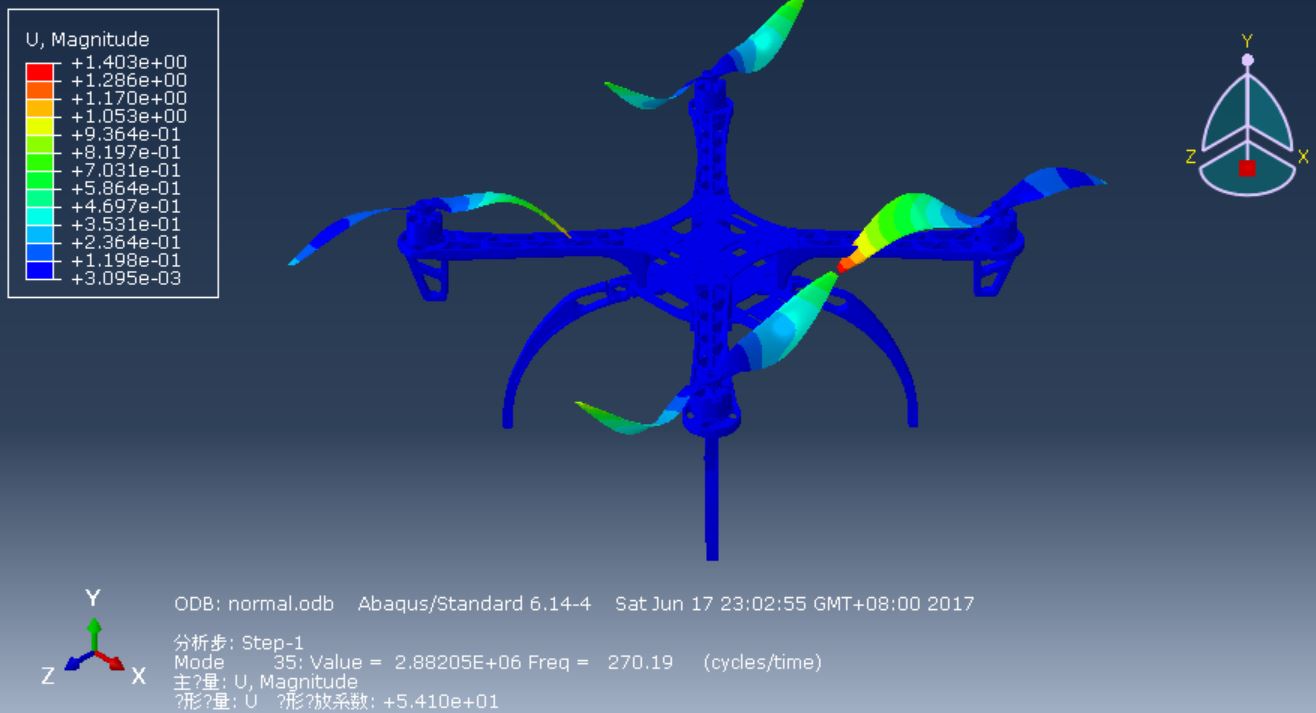 U, Magnitude
+1.403e+00
+1.286e+00
+1.170e+00
+1.053e+00
+9.364e-01
+8.197e-01
+7.031e-01
+5.864e-01
+4.697e-01
+3.531e-01
+2.364e-01
+1.198e-01
+3.095e-03
Y
Z
X
Y
Z
X
ODB: normal.odb Abaqus/Standard 6.14-4 Sat Jun 17 23:02:55 GMT+08:00 2017
分析步: Step-1
Mode 35: Value = 2.88205E+06 Freq = 270.19 (cycles/time)
主?量: U, Magnitude
?形?量: U ?形?放系数: +5.410e+01